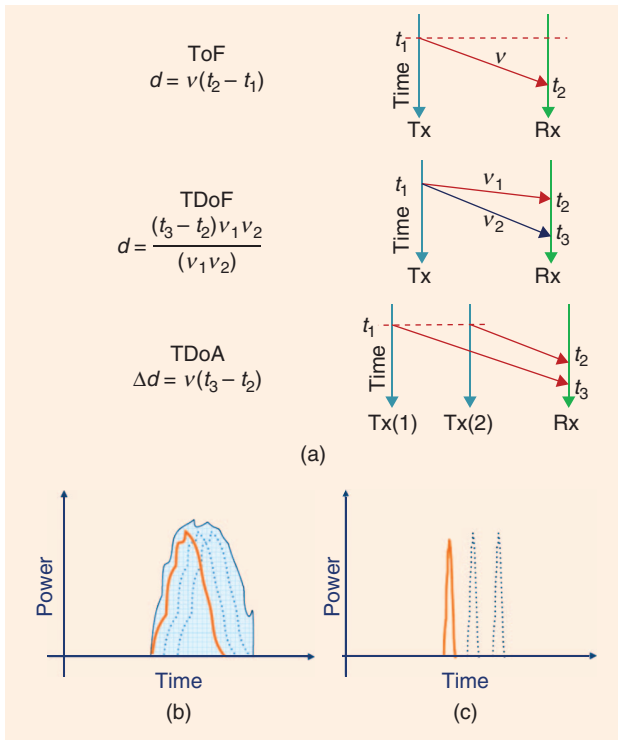 ToF
d = v(t₂ − t₁)
t₁
v
t₂
Time
Tx
Rx
TDoF
d = (t₃ − t₂)v₁v₂
(v₁v₂)
t₁
v₁
v₂
t₂
t₃
Time
Tx
Rx
TDoA
Δd = v(t₃ − t₂)
t₁
t₂
t₃
Time
Tx(1)
Tx(2)
Rx
(a)
Power
Time
(b)
Power
Time
(c)